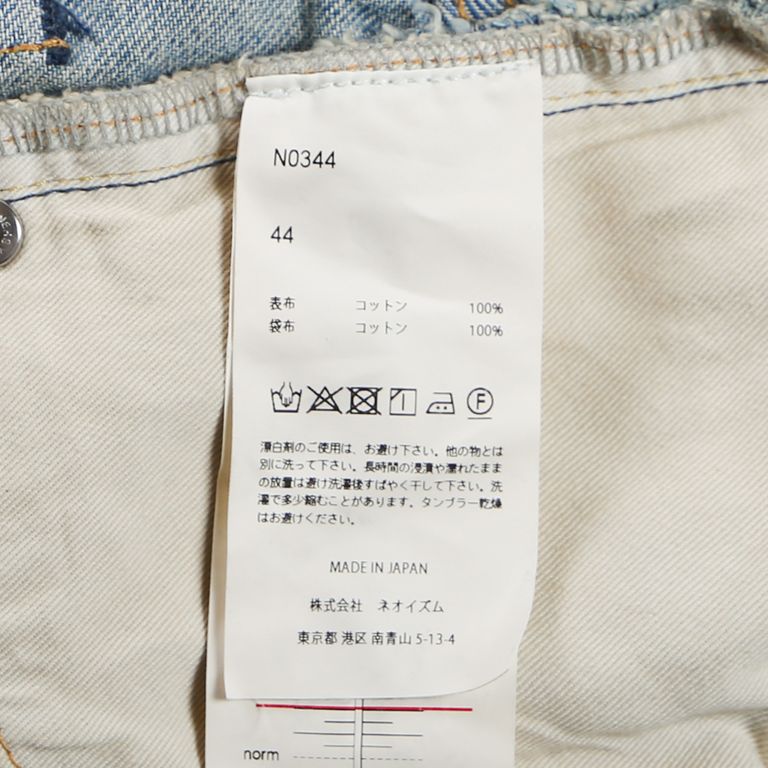 N0344
44
表布 コットン 100%
袋布 コットン 100%
F
漂白剤のご使用は、お避け下さい。他の物とは
別に洗って下さい。長時間の浸漬や濡れたまま
の放置は避け洗濯後すばやく干して下さい。洗
濯で多少縮むことがあります。タンブラー乾燥
はお避けください。
MADE IN JAPAN
株式会社 ネオイズム
東京都 港区 南青山 5-13-4
norm